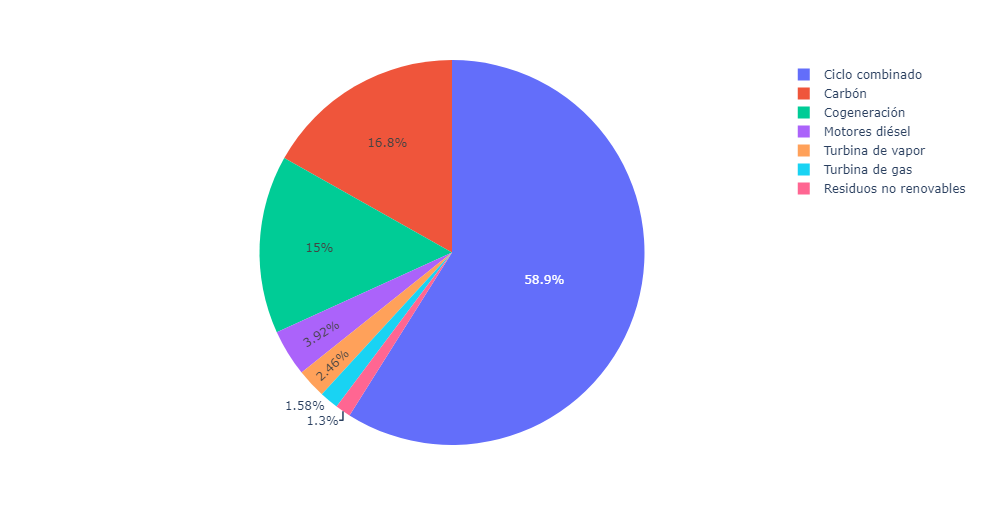 Ciclo combinado
Carbón
Cogeneración
Motores diésel
Turbina de vapor
Turbina de gas
Residuos no renovables
16.8%
15%
58.9%
3.92%
2.46%
1.58%
1.3%